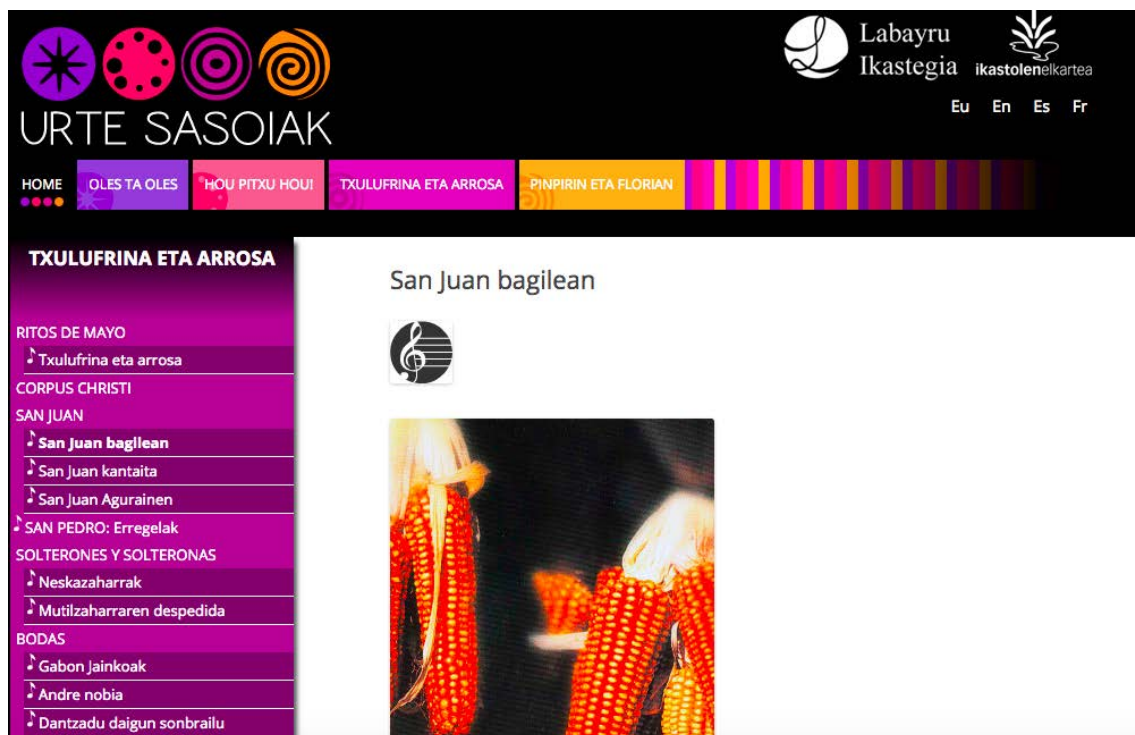 Labayru
Ikastegia
ikastolenelkartea
Eu En Es Fr
URTE SASOIAK
HOME OLES TA OLES HOU PITXU HOU! TXULUFRINA ETA ARROSA PINPIRIN ETA FLORIAN
TXULUFRINA ETA ARROSA
RITOS DE MAYO
Txulufrina eta arrosa
CORPUS CHRISTI
SAN JUAN
San Juan bagilean
San Juan kantaita
San Juan Agurainen
SAN PEDRO: Erregelak
SOLTERONES Y SOLTERONAS
Neskazaharrak
Mutilzaharraren despedida
BODAS
Gabon Jainkoak
Andre nobia
Dantzadu daigun sonbrailu
San Juan bagilean